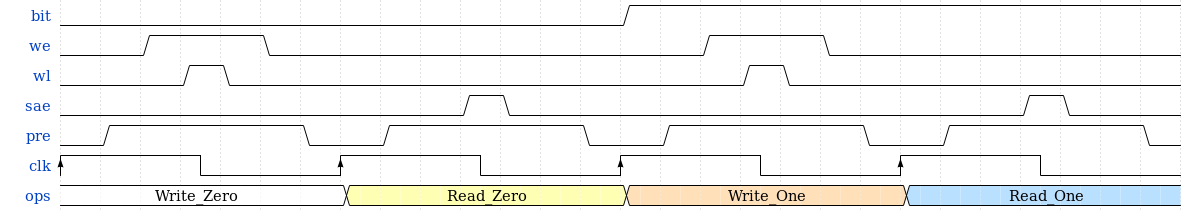 bit
we
wl
sae
pre
clk
ops Write_Zero Read_Zero Write_One Read_One